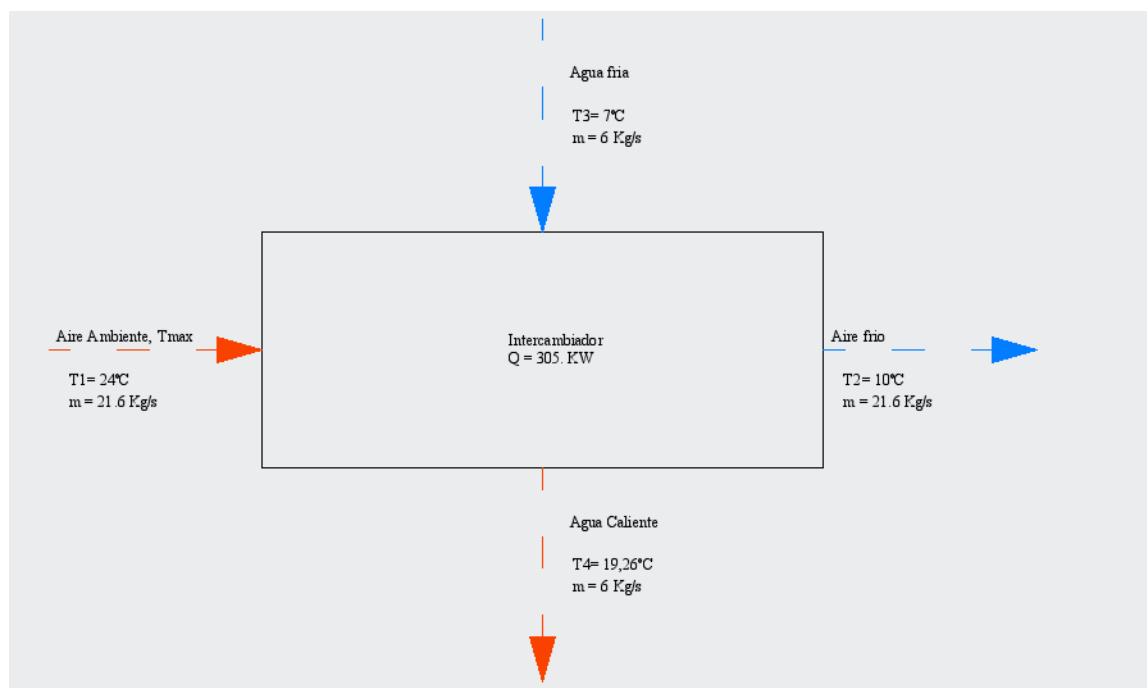 Agua fria
T3= 7°C
m = 6 Kg/s
Aire Ambiente, Tmax
T1= 24°C
m = 21.6 Kg/s
Intercambiador
Q = 305. KW
Aire frio
T2= 10°C
m = 21.6 Kg/s
Agua Caliente
T4= 19,26°C
m = 6 Kg/s